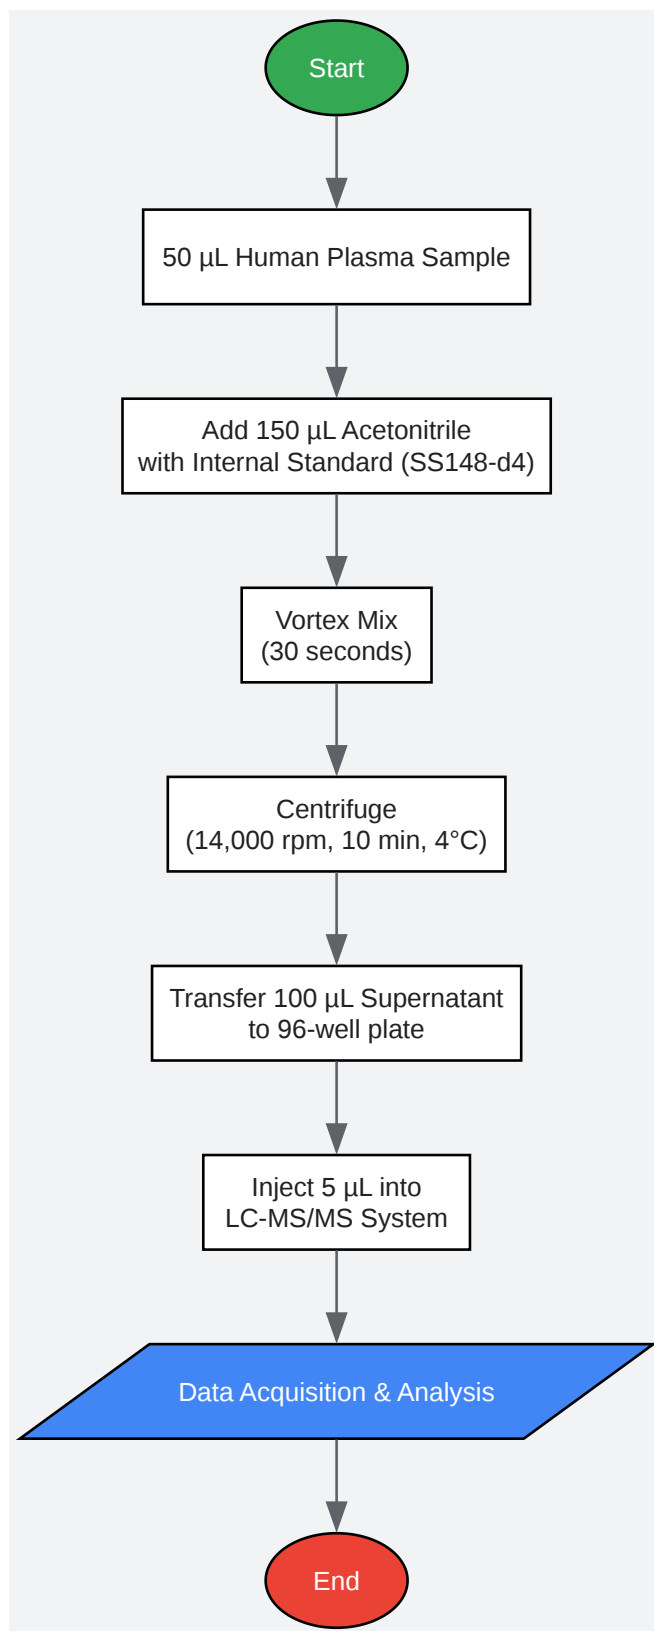 Start
50 µL Human Plasma Sample
Add 150 µL Acetonitrile
with Internal Standard (SS148-d4)
Vortex Mix
(30 seconds)
Centrifuge
(14,000 rpm, 10 min, 4°C)
Transfer 100 µL Supernatant
to 96-well plate
Inject 5 µL into
LC-MS/MS System
Data Acquisition & Analysis
End